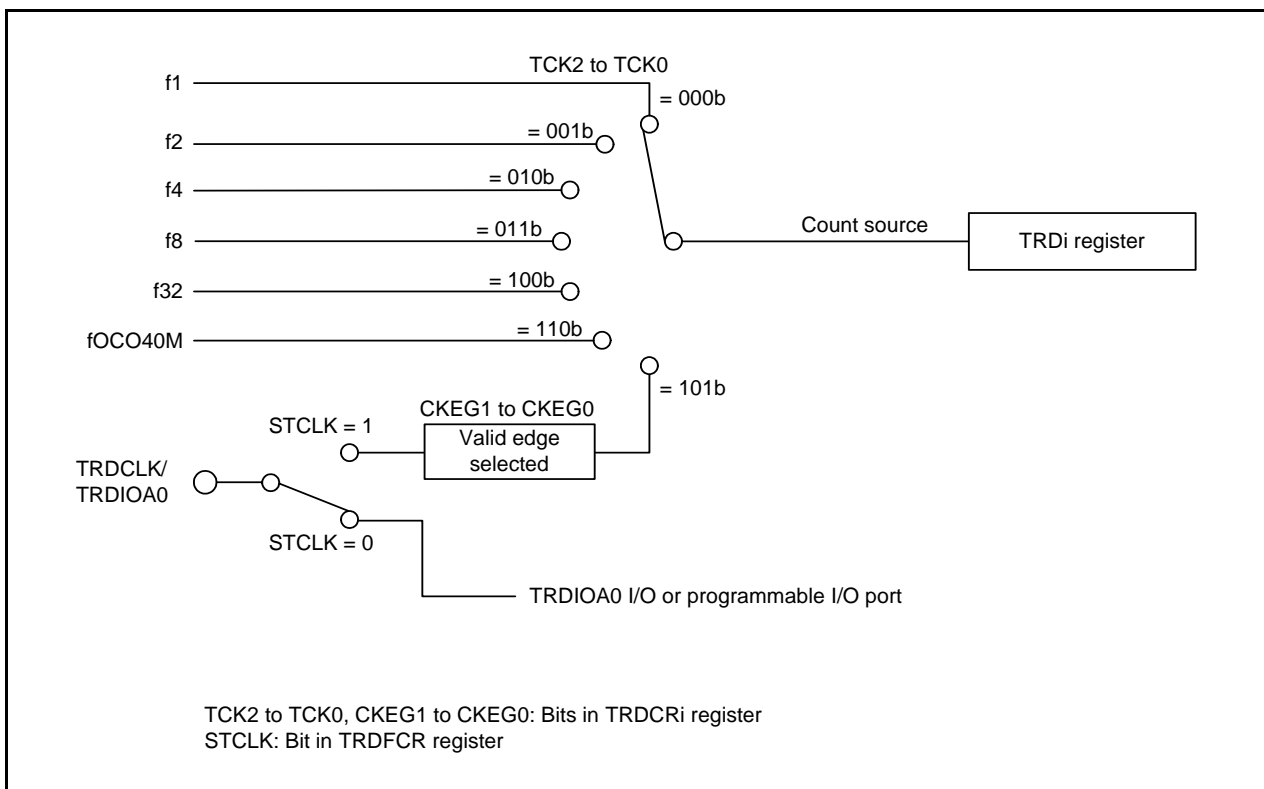 TCK2 to TCK0
f1
= 000b
f2
= 001b
f4
= 010b
f8
= 011b
Count source
TRDi register
f32
= 100b
fOCO40M
= 110b
= 101b
CKEG1 to CKEG0
STCLK = 1
Valid edge
selected
TRDCLK/
TRDIOA0
STCLK = 0
TRDIOA0 I/O or programmable I/O port
TCK2 to TCK0, CKEG1 to CKEG0: Bits in TRDCRi register
STCLK: Bit in TRDFCR register